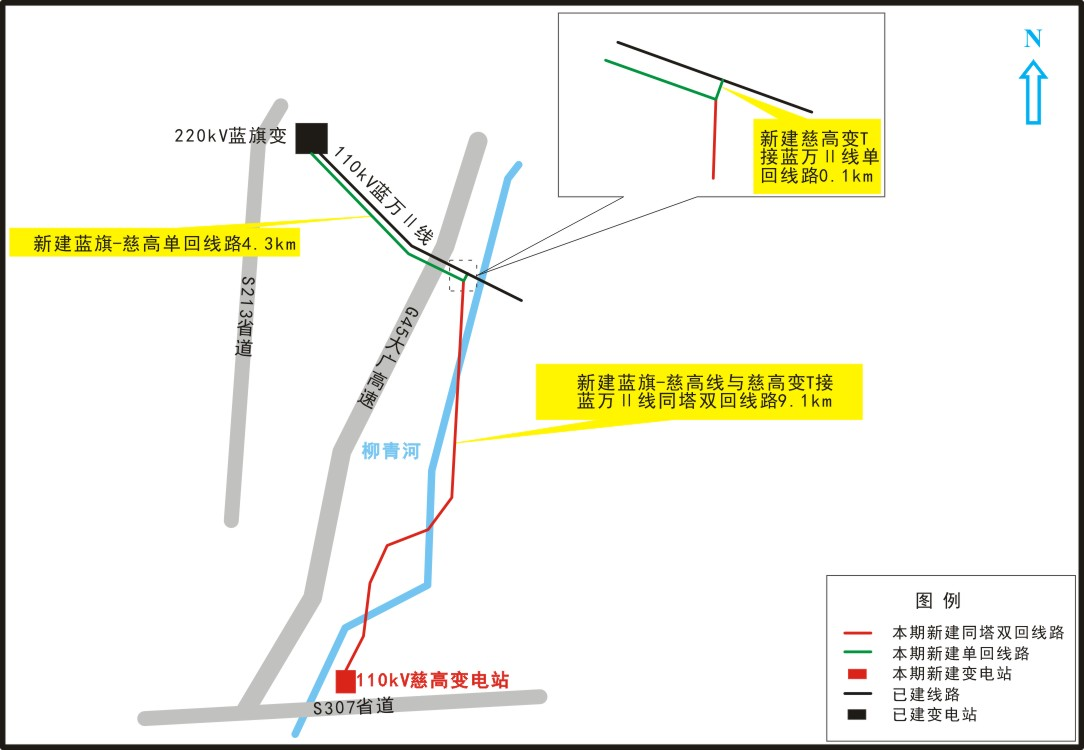 N
新建慈高变T
接蓝万Ⅱ线单
回线路0.1km
220kV蓝旗变
110kV蓝万Ⅱ线
新建蓝旗-慈高单回线路4.3km
S213省道
G45大广高速
新建蓝旗-慈高线与慈高变T接
蓝万Ⅱ线同塔双回线路9.1km
柳青河
110kV慈高变电站
S307省道
图 例
本期新建同塔双回线路
本期新建单回线路
本期新建变电站
已建线路
已建变电站